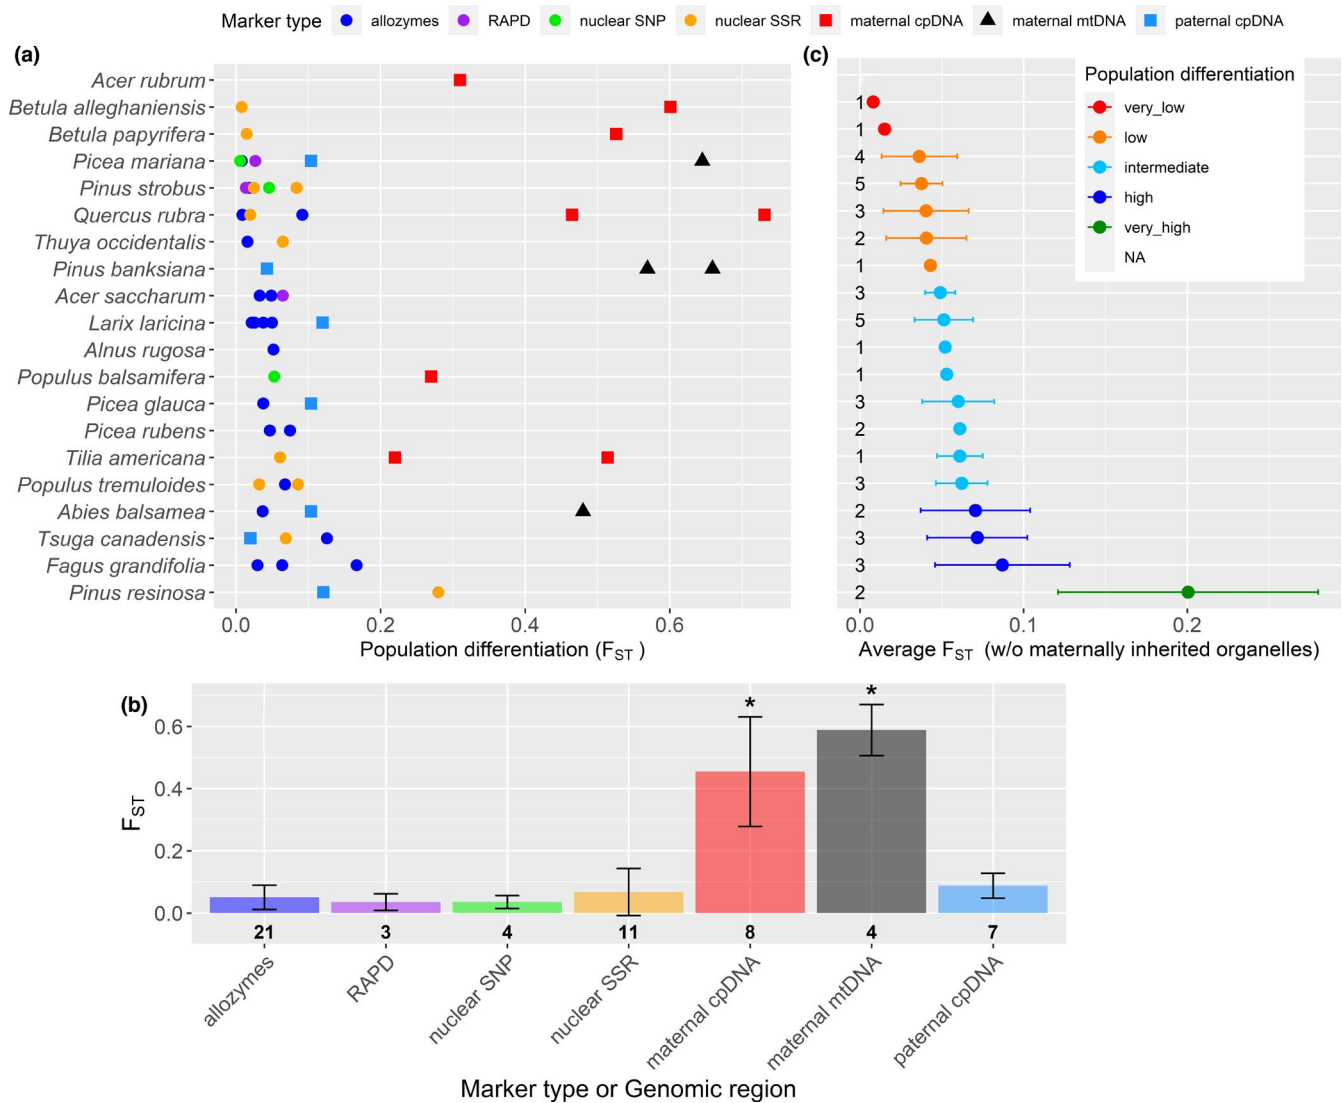 Marker type allozymes RAPD nuclear SNP nuclear SSR maternal cpDNA maternal mtDNA paternal cpDNA
(a)
Acer rubrum
Betula alleghaniensis
Betula papyrifera
Picea mariana
Pinus strobus
Quercus rubra
Thuya occidentalis
Pinus banksiana
Acer saccharum
Larix laricina
Alnus rugosa
Populus balsamifera
Picea glauca
Picea rubens
Tilia americana
Populus tremuloides
Abies balsamea
Tsuga canadensis
Fagus grandifolia
Pinus resinosa
0.0 0.2 0.4 0.6
Population differentiation (FST )
(c)
Population differentiation
very_low
low
intermediate
high
very_high
NA
1
1
4
5
3
2
1
3
5
1
1
3
2
1
3
2
3
3
2
0.0 0.1 0.2
Average FST (w/o maternally inherited organelles)
(b)
* *
0.6
0.4
0.2
0.0
FST
21 3 4 11 8 4 7
allozymes
RAPD
nuclear SNP
nuclear SSR
maternal cpDNA
maternal mtDNA
paternal cpDNA
Marker type or Genomic region